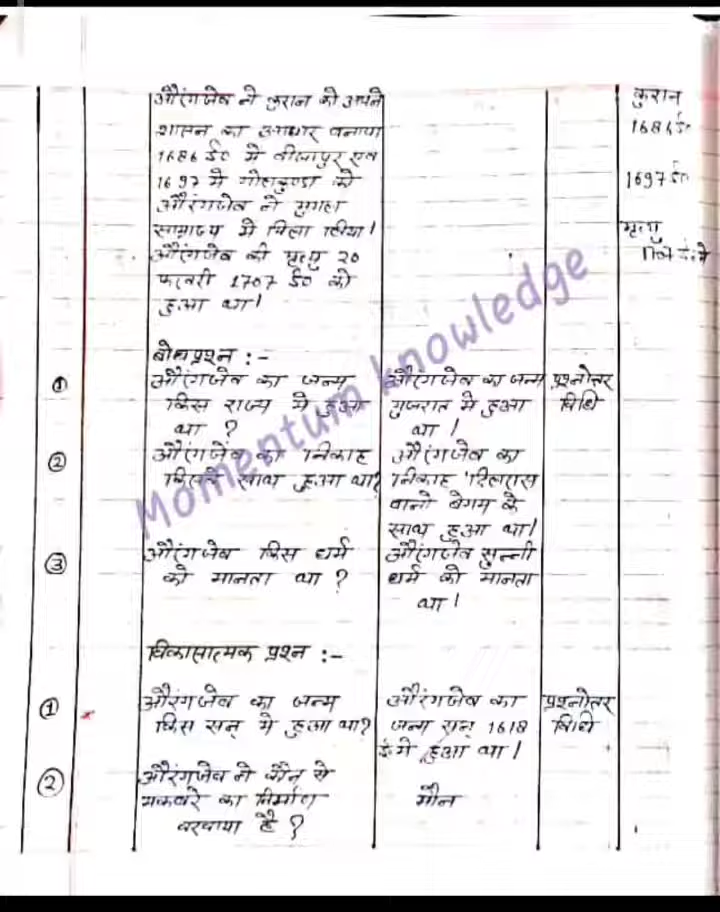 औरंगजेब ने कुरान को अपने
शासन का आधार बनाया
1686 ई० में बीजापुर एवं
1697 में गोलकुण्डा को
औरंगजेब ने मुगल
साम्राज्य में मिला लिया।
औरंगजेब की मृत्यु 20
फरवरी 1707 ई० को
हुआ था।
कुरान
1686 ई०
1697 ई०
मृत्यु
1707 ई. मे
बोध प्रश्न :-
①
औरंगजेब का जन्म
किस राज्य में हुआ
था ?
औरंगजेब का जन्म
गुजरात में हुआ
था।
प्रश्नोत्तर
विधि
②
औरंगजेब का निकाह
किसके साथ हुआ था?
औरंगजेब का
निकाह 'दिलरास
वानो बेगम के
साथ हुआ था।
③
औरंगजेब किस धर्म
को मानता था ?
औरंगजेब सुन्नी
धर्म को मानता
था।
विकासात्मक प्रश्न :-
①
औरंगजेब का जन्म
किस सन् में हुआ था?
औरंगजेब का
जन्म सन् 1618
ई. में हुआ था।
प्रश्नोत्तर
विधि
②
औरंगजेब ने कौन से
मकबरे का निर्माण
करवाया है ?
मौन
Momentum knowledge